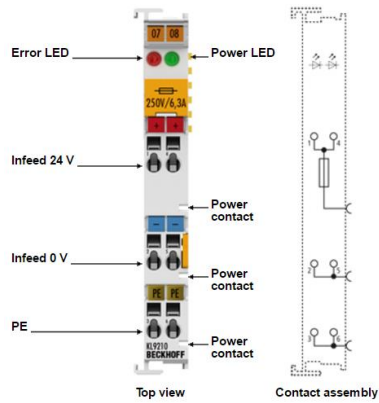 07 08
Error LED
Power LED
250V/6,3A
+ +
1 4
Infeed 24 V
Power
contact
- -
Infeed 0 V
2 5
Power
contact
PE PE
PE
3 6
Power
contact
KL9210
BECKHOFF
Top view
Contact assembly